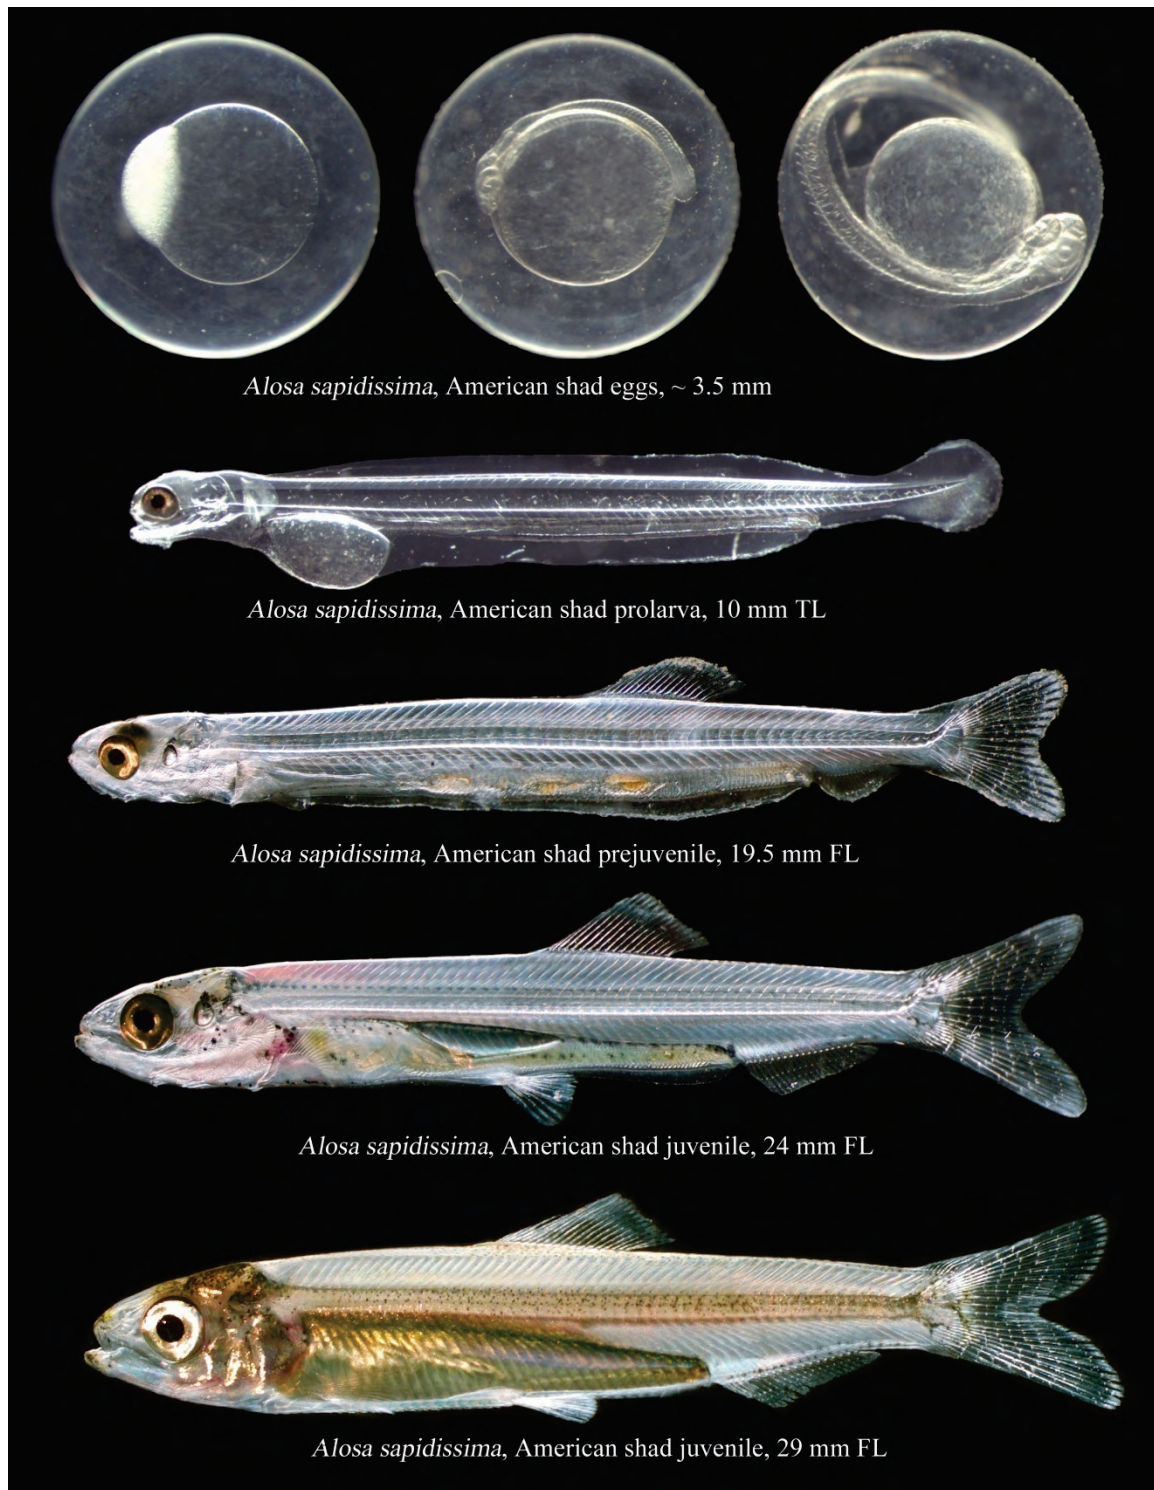 Alosa sapidissima, American shad eggs, ~ 3.5 mm
Alosa sapidissima, American shad prolarva, 10 mm TL
Alosa sapidissima, American shad prejuvenile, 19.5 mm FL
Alosa sapidissima, American shad juvenile, 24 mm FL
Alosa sapidissima, American shad juvenile, 29 mm FL